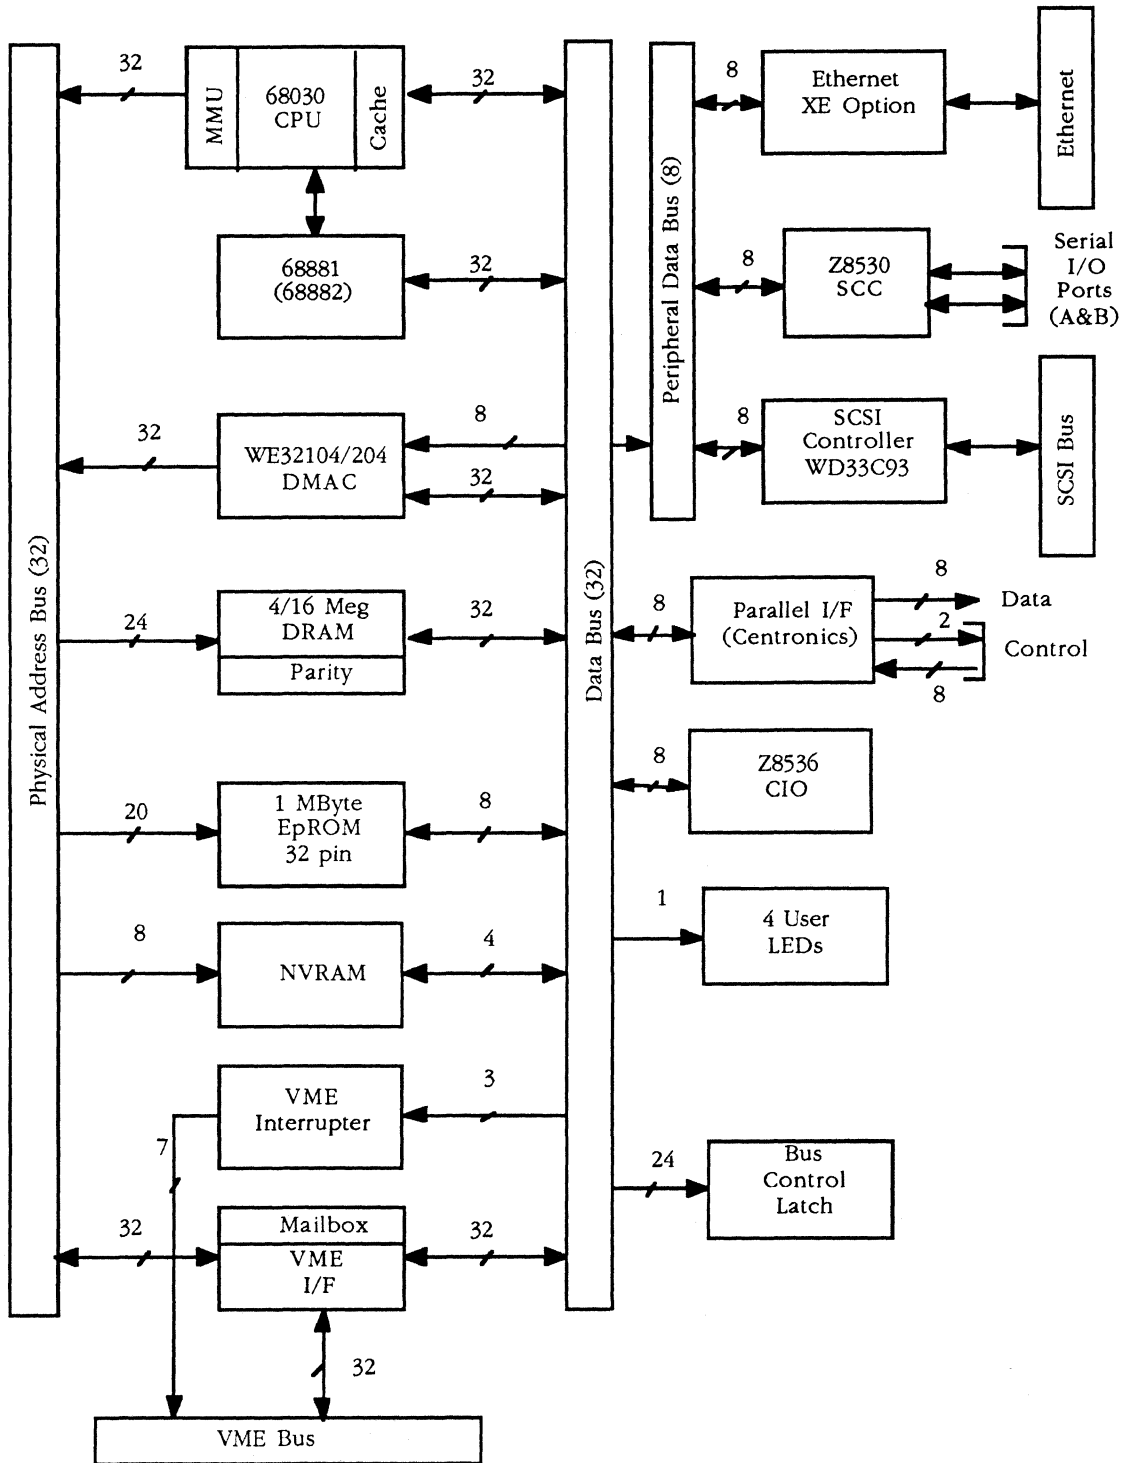 Physical Address Bus (32)
32
MMU
68030
CPU
Cache
32
68881
(68882)
32
32
WE32104/204
DMAC
8
32
24
4/16 Meg
DRAM
Parity
32
20
1 MByte
EpROM
32 pin
8
8
NVRAM
4
VME
Interrupter
3
7
32
Mailbox
VME
I/F
32
32
VME Bus
Data Bus (32)
Peripheral Data Bus (8)
8
Ethernet
XE Option
Ethernet
8
Z8530
SCC
Serial
I/O
Ports
(A&B)
8
SCSI
Controller
WD33C93
SCSI Bus
8
Parallel I/F
(Centronics)
8
Data
2
Control
8
8
Z8536
CIO
1
4 User
LEDs
24
Bus
Control
Latch